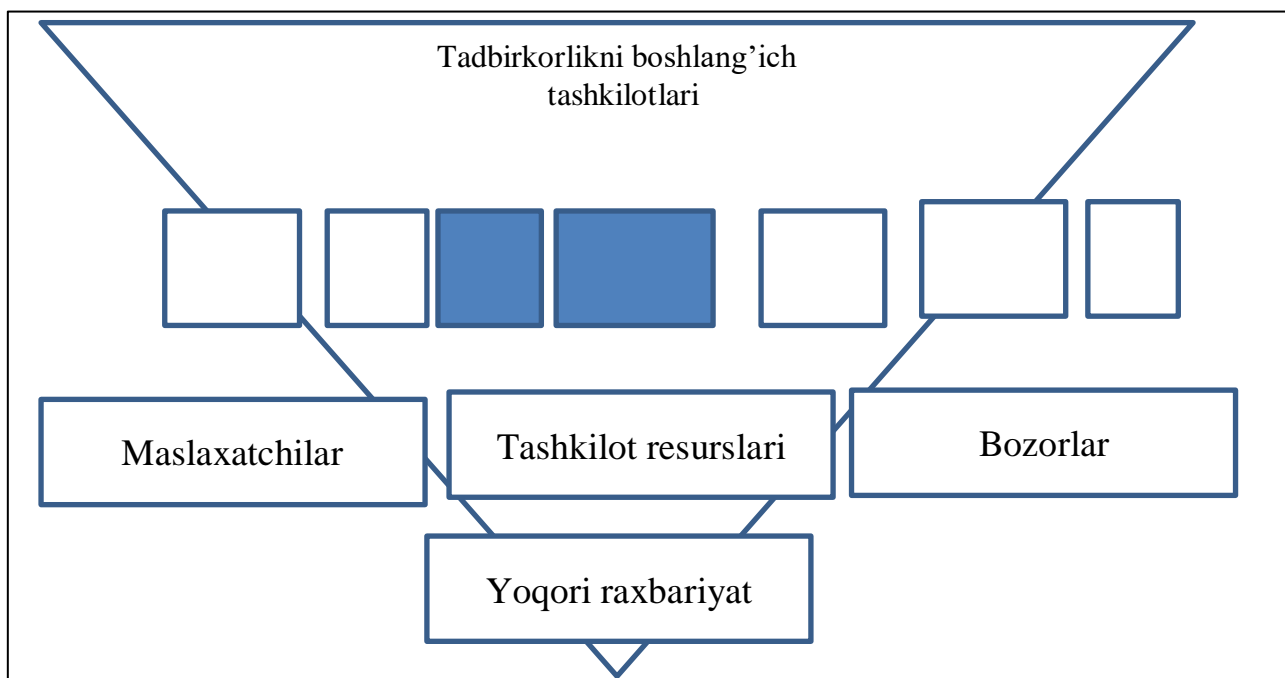 Tadbirkorlikni boshlang’ich
tashkilotlari
Maslaxatchilar
Tashkilot resurslari
Bozorlar
Yoqori raxbariyat